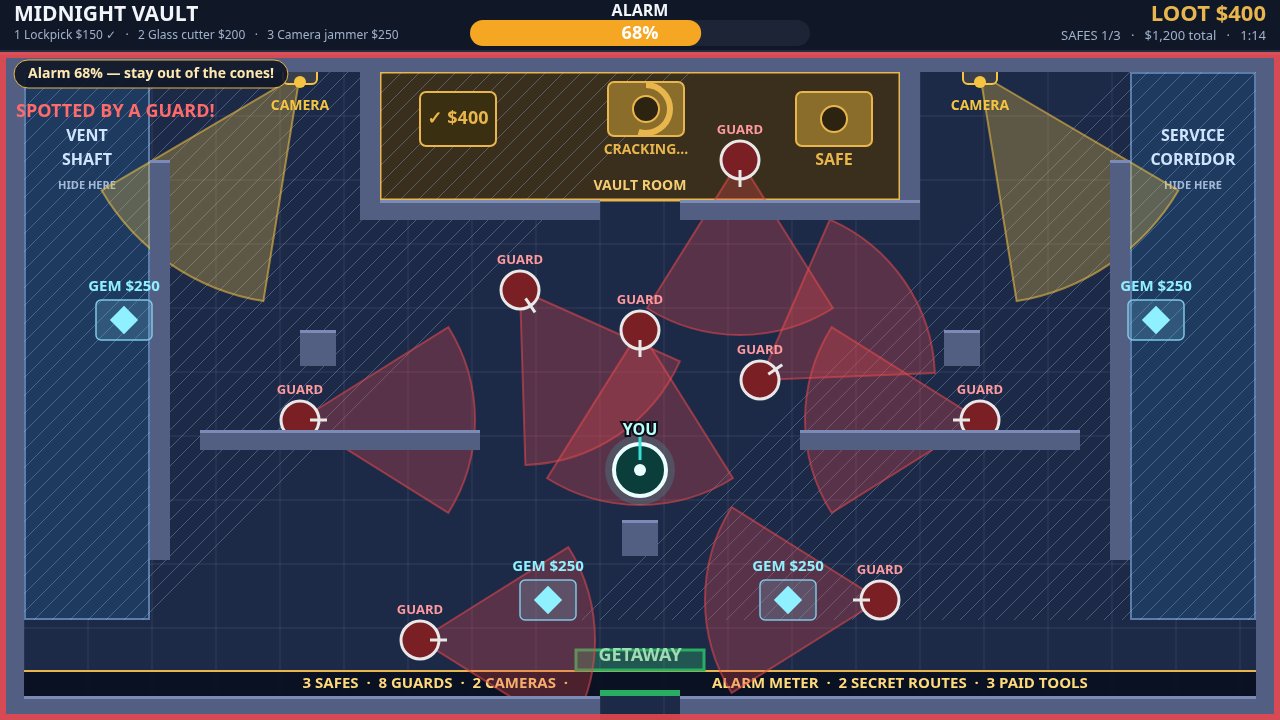 MIDNIGHT VAULT
1 Lockpick $150 ✓ · 2 Glass cutter $200 · 3 Camera jammer $250
ALARM
68%
LOOT $400
SAFES 1/3 · $1,200 total · 1:14
Alarm 68% — stay out of the cones!
SPOTTED BY A GUARD!
CAMERA
CAMERA
VENT
SHAFT
HIDE HERE
✓ $400
CRACKING...
GUARD
SAFE
VAULT ROOM
SERVICE
CORRIDOR
HIDE HERE
GUARD
GEM $250
GUARD
GEM $250
GUARD
GUARD
GUARD
YOU
GEM $250
GEM $250
GUARD
GUARD
GETAWAY
3 SAFES · 8 GUARDS · 2 CAMERAS ·
ALARM METER · 2 SECRET ROUTES · 3 PAID TOOLS